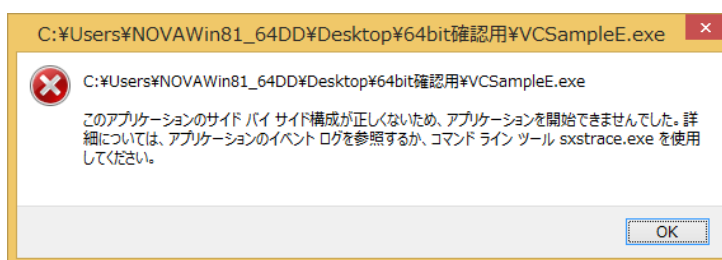 C:¥Users¥NOVAWin81_64DD¥Desktop¥64bit確認用¥VCSampleE.exe
C:¥Users¥NOVAWin81_64DD¥Desktop¥64bit確認用¥VCSampleE.exe
このアプリケーションのサイド バイ サイド構成が正しくないため、アプリケーションを開始できませんでした。詳
細については、アプリケーションのイベント ログを参照するか、コマンド ライン ツール sxstrace.exe を使用
してください。
OK